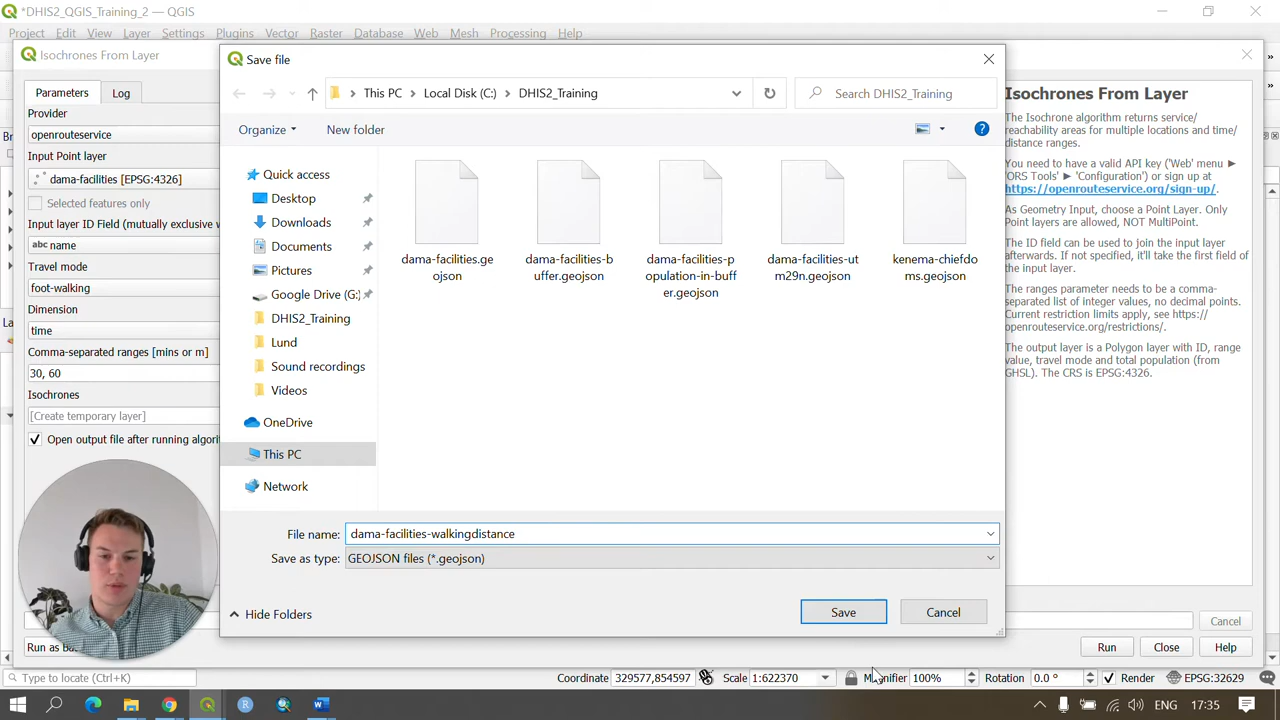 *DHIS2_QGIS_Training_2 — QGIS
Project Edit View Layer Settings Plugins Vector Raster Database Web Mesh Processing Help
Isochrones From Layer
Parameters Log
Provider
openrouteservice
Input Point layer
dama-facilities [EPSG:4326]
Selected features only
Input layer ID Field (mutually exclusive w
abc name
Travel mode
foot-walking
Dimension
time
Comma-separated ranges [mins or m]
30, 60
Isochrones
[Create temporary layer]
Open output file after running algori
Run as ba
Save file
This PC > Local Disk (C:) > DHIS2_Training
Search DHIS2_Training
Organize New folder
Quick access
Desktop
Downloads
Documents
Pictures
Google Drive (G:)
DHIS2_Training
Lund
Sound recordings
Videos
OneDrive
This PC
Network
dama-facilities.ge
ojson
dama-facilities-b
uffer.geojson
dama-facilities-p
opulation-in-buff
er.geojson
dama-facilities-ut
m29n.geojson
kenema-chiefdo
ms.geojson
File name: dama-facilities-walkingdistance
Save as type: GEOJSON files (*.geojson)
Hide Folders
Save Cancel
Isochrones From Layer
The Isochrone algorithm returns service/
reachability areas for multiple locations and time/
distance ranges.
You need to have a valid API key ('Web' menu ►
'ORS Tools' ► 'Configuration') or sign up at
https://openrouteservice.org/sign-up/.
As Geometry Input, choose a Point Layer. Only
Point layers are allowed, NOT MultiPoint.
The ID field can be used to join the input layer
afterwards. If not specified, it'll take the first field of
the input layer.
The ranges parameter needs to be a comma-
separated list of integer values, no decimal points.
Current restriction limits apply, see https://
openrouteservice.org/restrictions/.
The output layer is a Polygon layer with ID, range
value, travel mode and total population (from
GHSL). The CRS is EPSG:4326.
Cancel
Run Close Help
Type to locate (Ctrl+K)
Coordinate 329577,854597 Scale 1:622370 Magnifier 100% Rotation 0.0 ° Render EPSG:32629
ENG 17:35